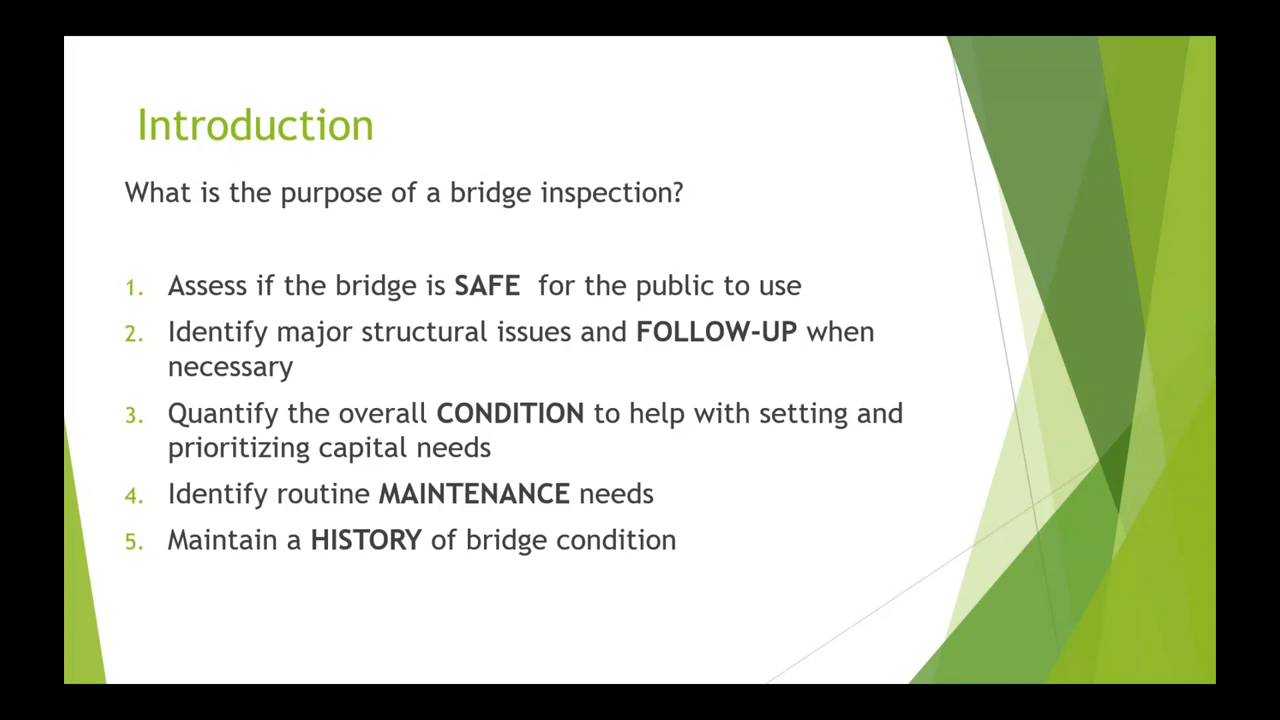 Introduction
What is the purpose of a bridge inspection?
1. Assess if the bridge is SAFE for the public to use
2. Identify major structural issues and FOLLOW-UP when
necessary
3. Quantify the overall CONDITION to help with setting and
prioritizing capital needs
4. Identify routine MAINTENANCE needs
5. Maintain a HISTORY of bridge condition